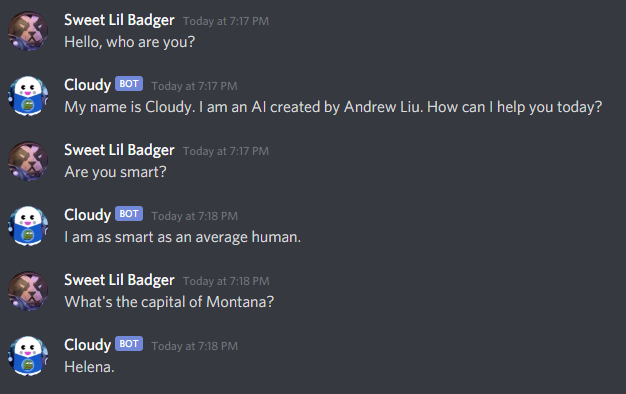 Sweet Lil Badger Today at 7:17 PM
Hello, who are you?
Cloudy BOT Today at 7:17 PM
My name is Cloudy. I am an AI created by Andrew Liu. How can I help you today?
Sweet Lil Badger Today at 7:17 PM
Are you smart?
Cloudy BOT Today at 7:18 PM
I am as smart as an average human.
Sweet Lil Badger Today at 7:18 PM
What's the capital of Montana?
Cloudy BOT Today at 7:18 PM
Helena.